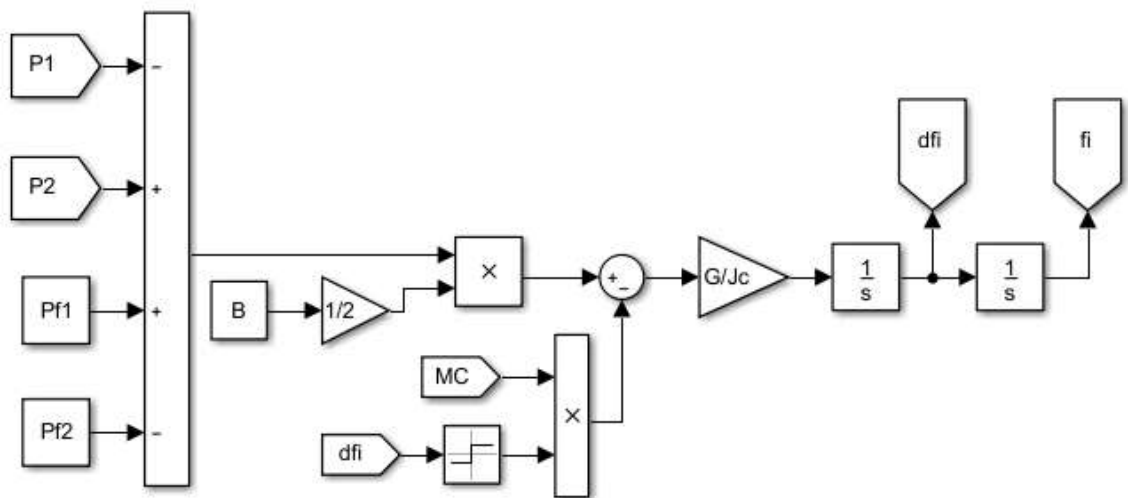 P1
−
P2
+
Pf1
+
Pf2
−
B
1/2
×
MC
dfi
×
+
−
G/Jc
1
s
dfi
1
s
fi